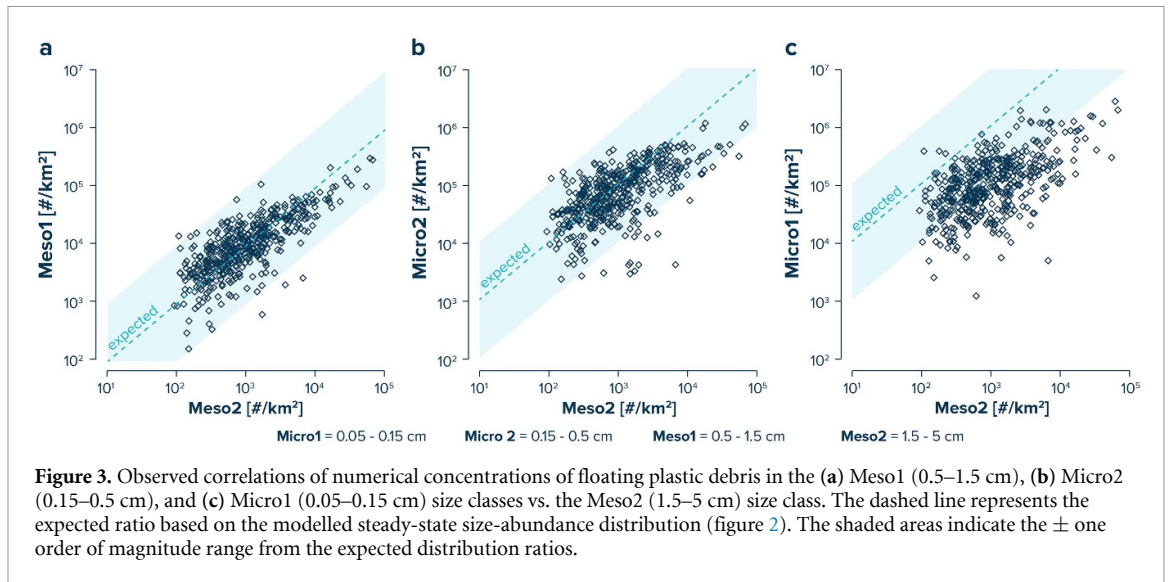 a
b
c
10⁷
10⁶
10⁵
10⁴
10³
10²
Meso1 [#/km²]
expected
10¹
10²
10³
10⁴
10⁵
Meso2 [#/km²]
10⁷
10⁶
10⁵
10⁴
10³
10²
Micro2 [#/km²]
expected
10¹
10²
10³
10⁴
10⁵
Meso2 [#/km²]
10⁷
10⁶
10⁵
10⁴
10³
10²
Micro1 [#/km²]
expected
10¹
10²
10³
10⁴
10⁵
Meso2 [#/km²]
Micro1 = 0.05 - 0.15 cm
Micro 2 = 0.15 - 0.5 cm
Meso1 = 0.5 - 1.5 cm
Meso2 = 1.5 - 5 cm
Figure 3. Observed correlations of numerical concentrations of floating plastic debris in the (a) Meso1 (0.5–1.5 cm), (b) Micro2
(0.15–0.5 cm), and (c) Micro1 (0.05–0.15 cm) size classes vs. the Meso2 (1.5–5 cm) size class. The dashed line represents the
expected ratio based on the modelled steady-state size-abundance distribution (figure 2). The shaded areas indicate the ± one
order of magnitude range from the expected distribution ratios.